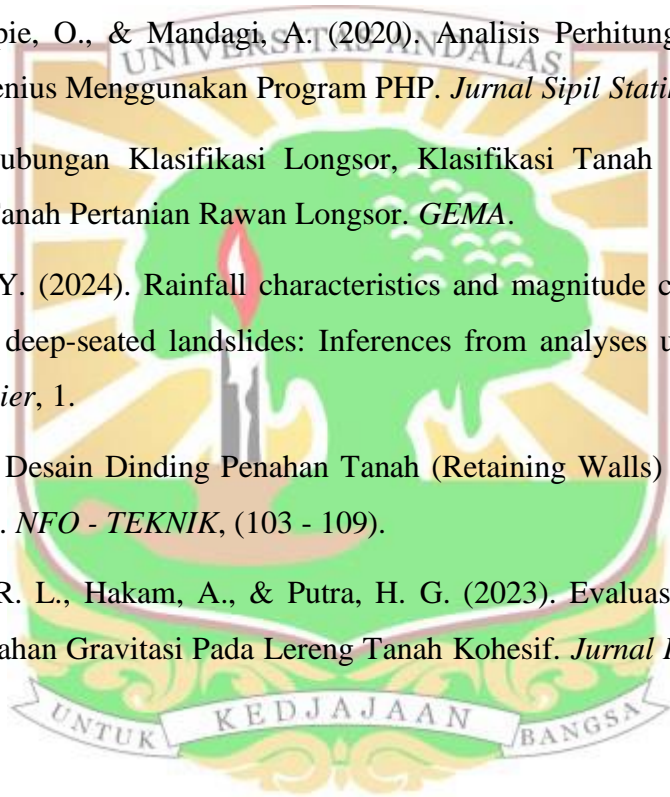 pie, O., & Mandagi, A. (2020). Analisis Perhitung
UNIVERSITAS ANDALAS
enius Menggunakan Program PHP. Jurnal Sipil Statik
ubungan Klasifikasi Longsor, Klasifikasi Tanah
anah Pertanian Rawan Longsor. GEMA.
Y. (2024). Rainfall characteristics and magnitude c
deep-seated landslides: Inferences from analyses u
ier, 1.
Desain Dinding Penahan Tanah (Retaining Walls)
. NFO - TEKNIK, (103 - 109).
R. L., Hakam, A., & Putra, H. G. (2023). Evaluas
ahan Gravitasi Pada Lereng Tanah Kohesif. Jurnal
UNTUK KEDJAJAAN BANGSA